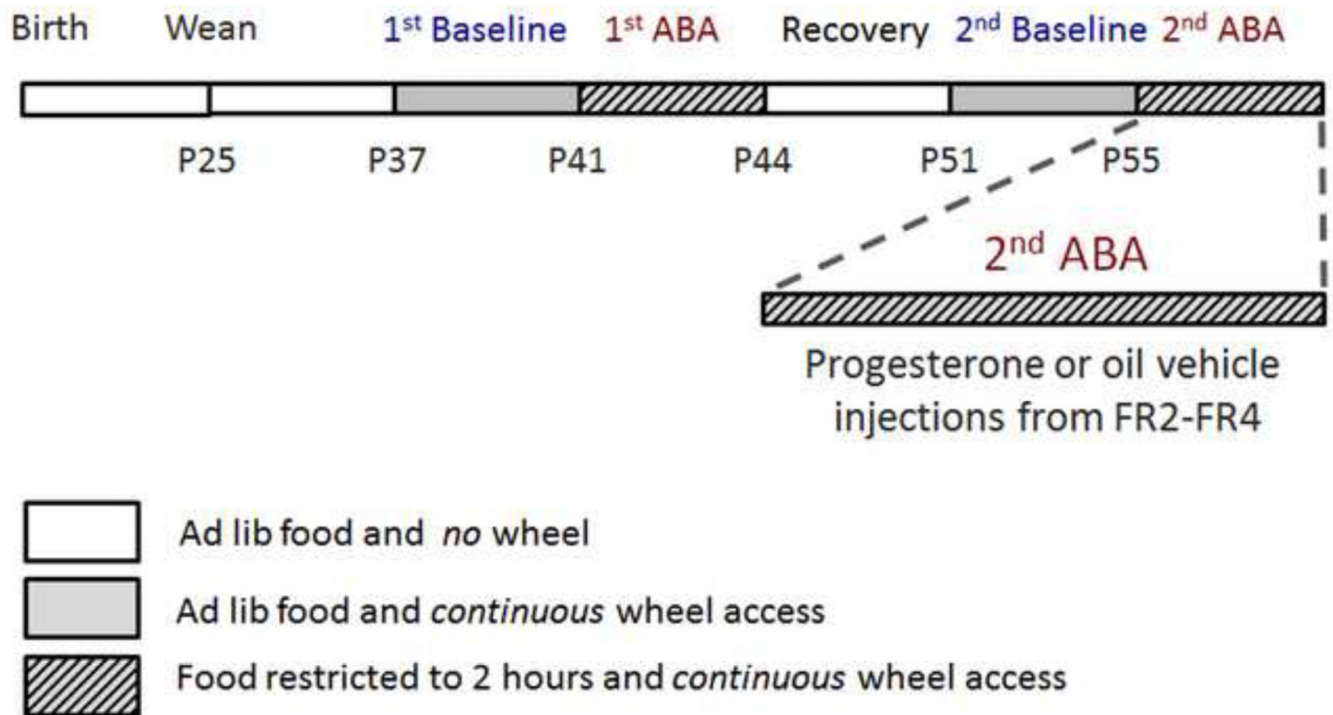 Birth Wean 1st Baseline 1st ABA Recovery 2nd Baseline 2nd ABA
P25 P37 P41 P44 P51 P55
2nd ABA
Progesterone or oil vehicle
injections from FR2-FR4
Ad lib food and no wheel
Ad lib food and continuous wheel access
Food restricted to 2 hours and continuous wheel access